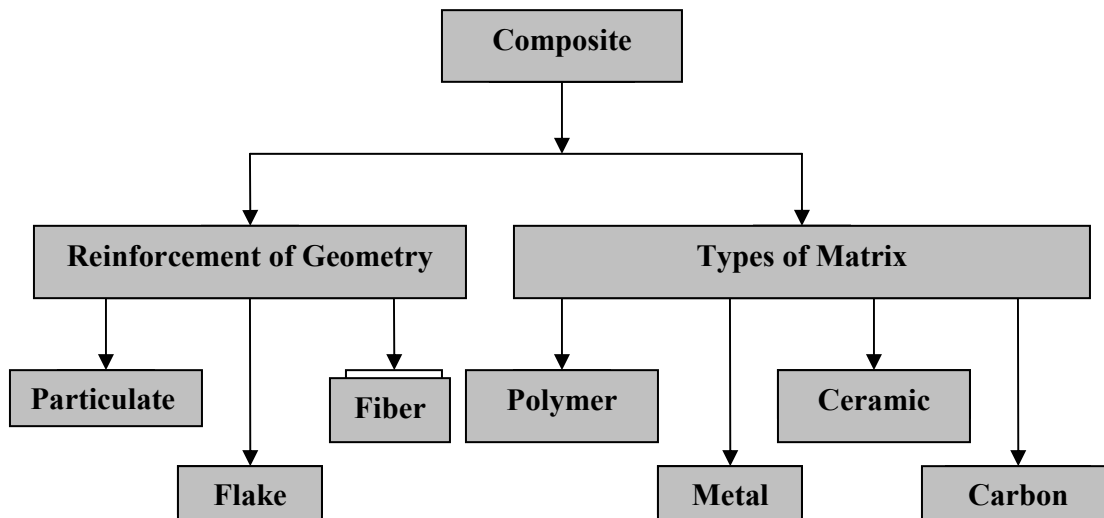 Composite
Reinforcement of Geometry
Types of Matrix
Particulate
Fiber
Polymer
Ceramic
Flake
Metal
Carbon